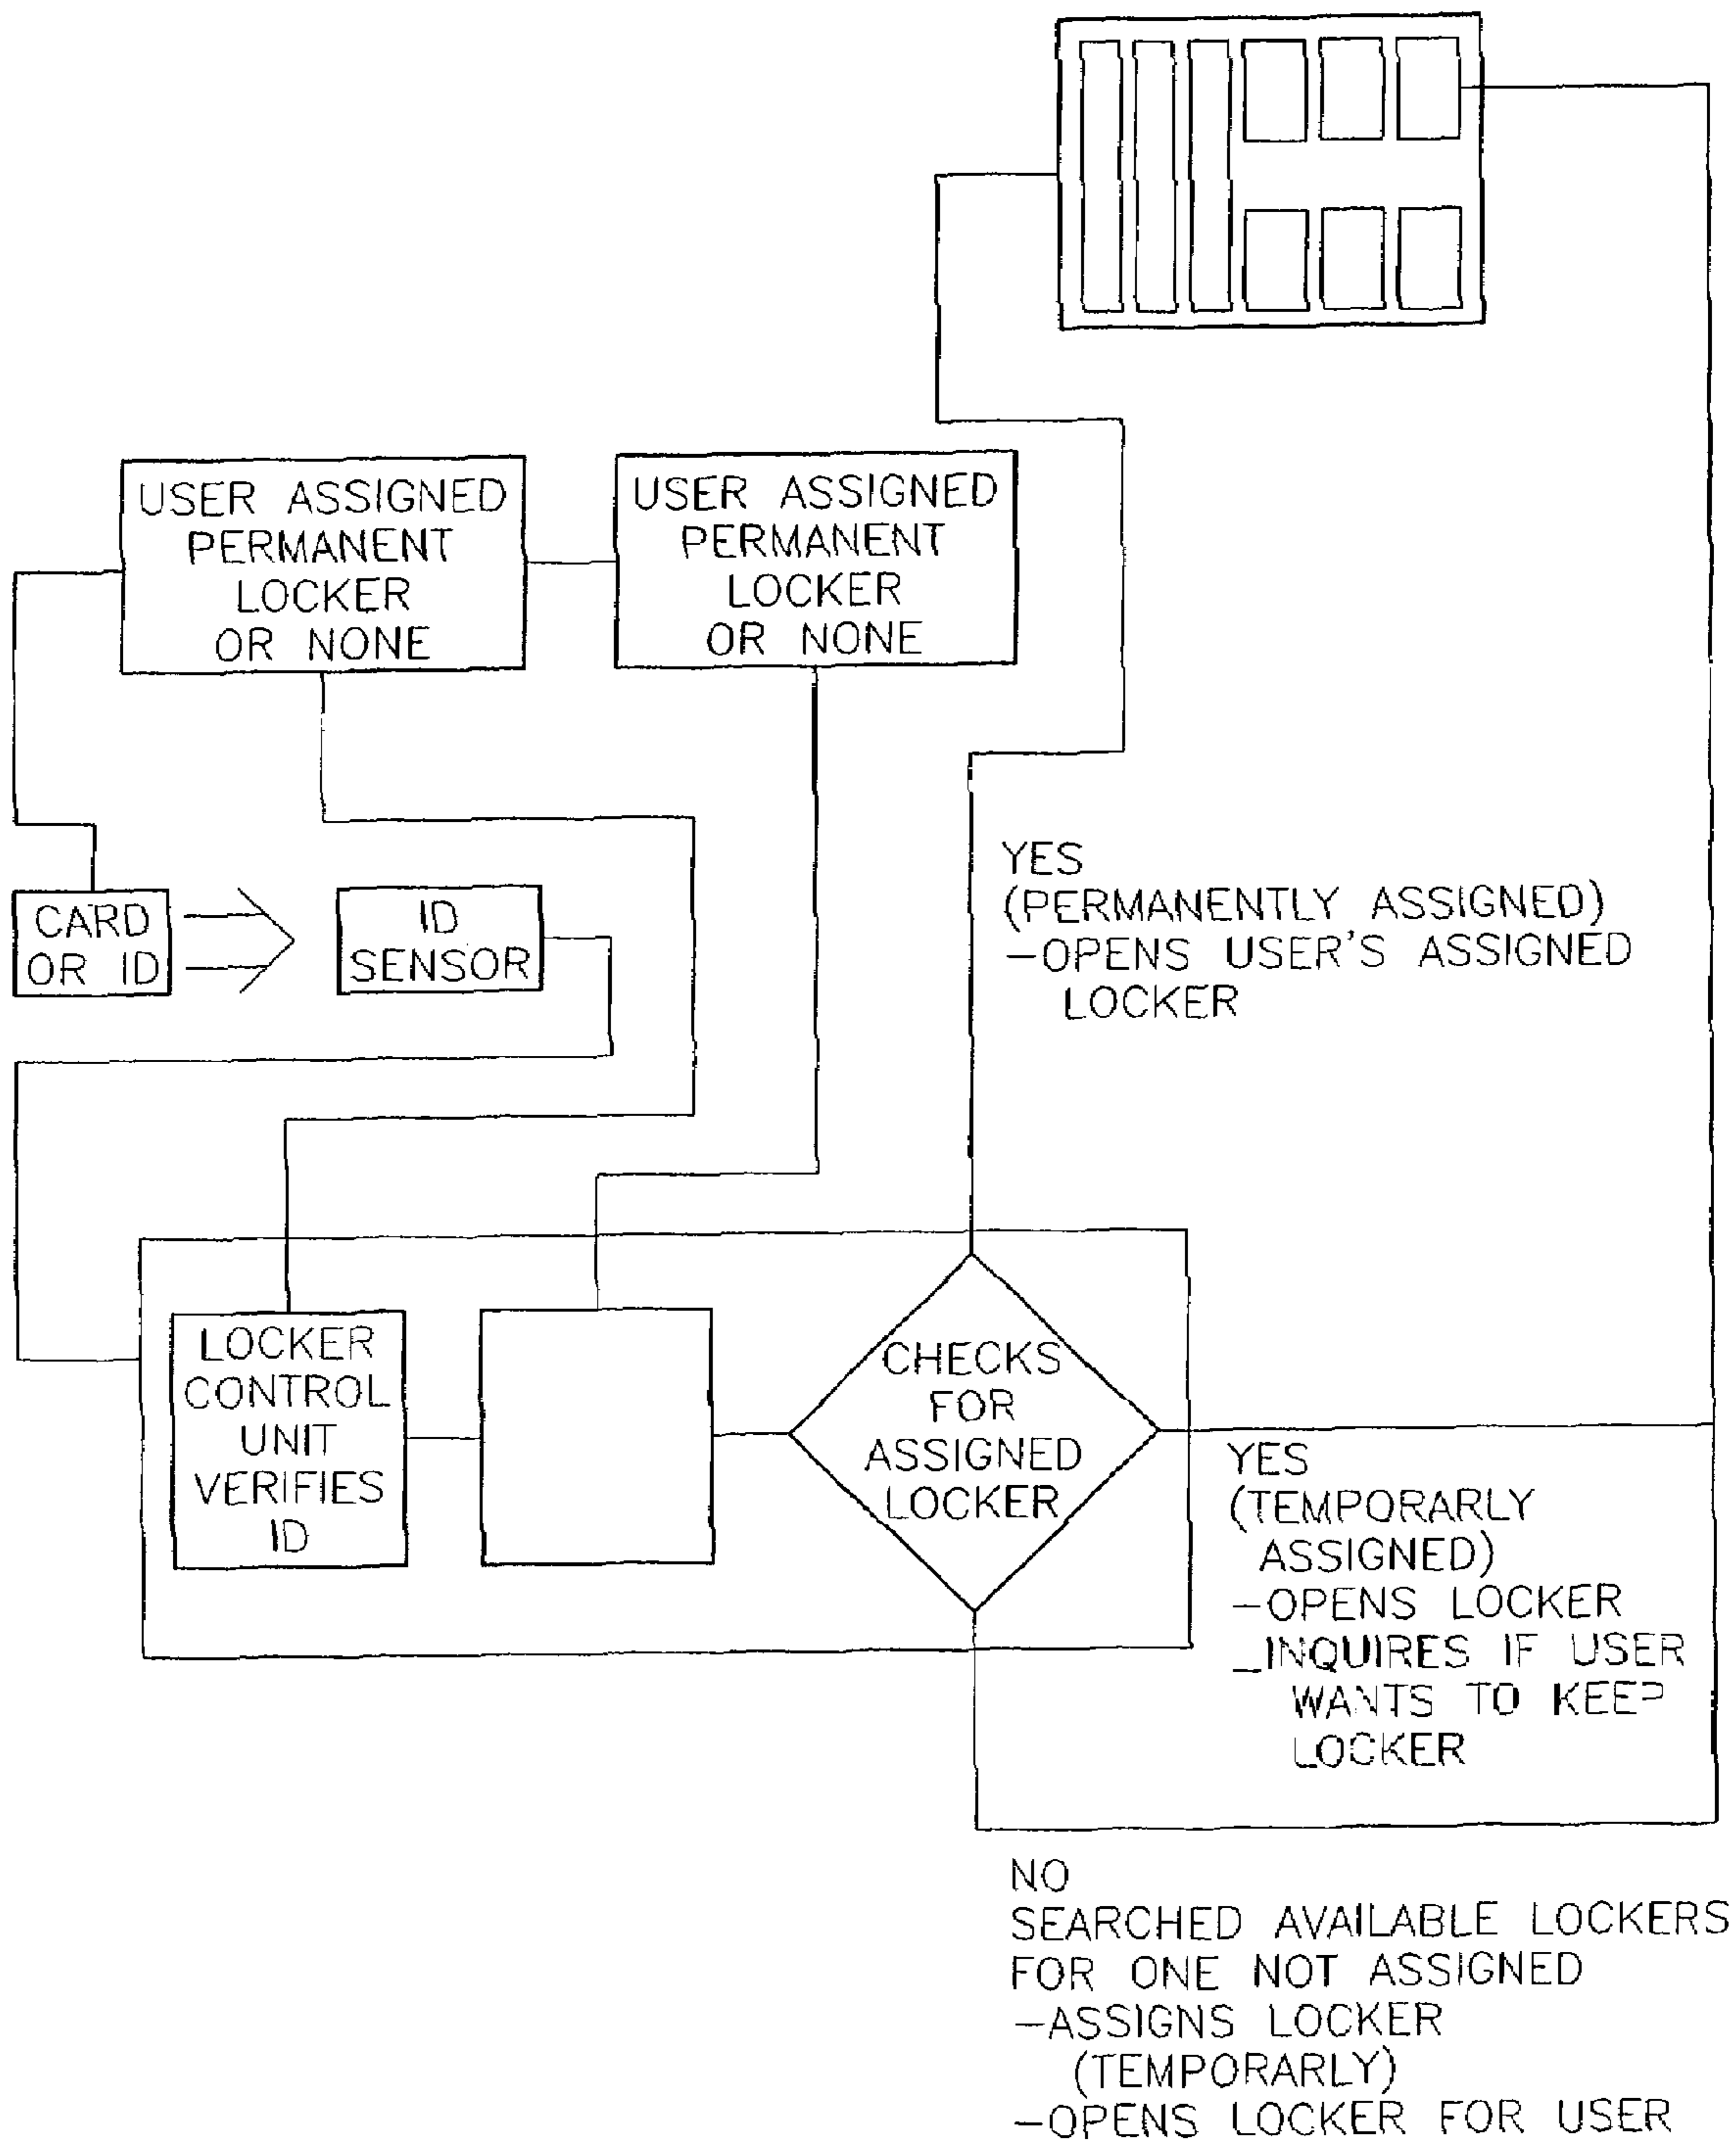 USER ASSIGNED
PERMANENT
LOCKER
OR NONE
USER ASSIGNED
PERMANENT
LOCKER
OR NONE
CARD
OR ID
ID
SENSOR
YES
(PERMANENTLY ASSIGNED)
-OPENS USER'S ASSIGNED
LOCKER
LOCKER
CONTROL
UNIT
VERIFIES
ID
CHECKS
FOR
ASSIGNED
LOCKER
YES
(TEMPORARLY
ASSIGNED)
-OPENS LOCKER
-INQUIRES IF USER
WANTS TO KEEP
LOCKER
NO
SEARCHED AVAILABLE LOCKERS
FOR ONE NOT ASSIGNED
-ASSIGNS LOCKER
(TEMPORARLY)
-OPENS LOCKER FOR USER